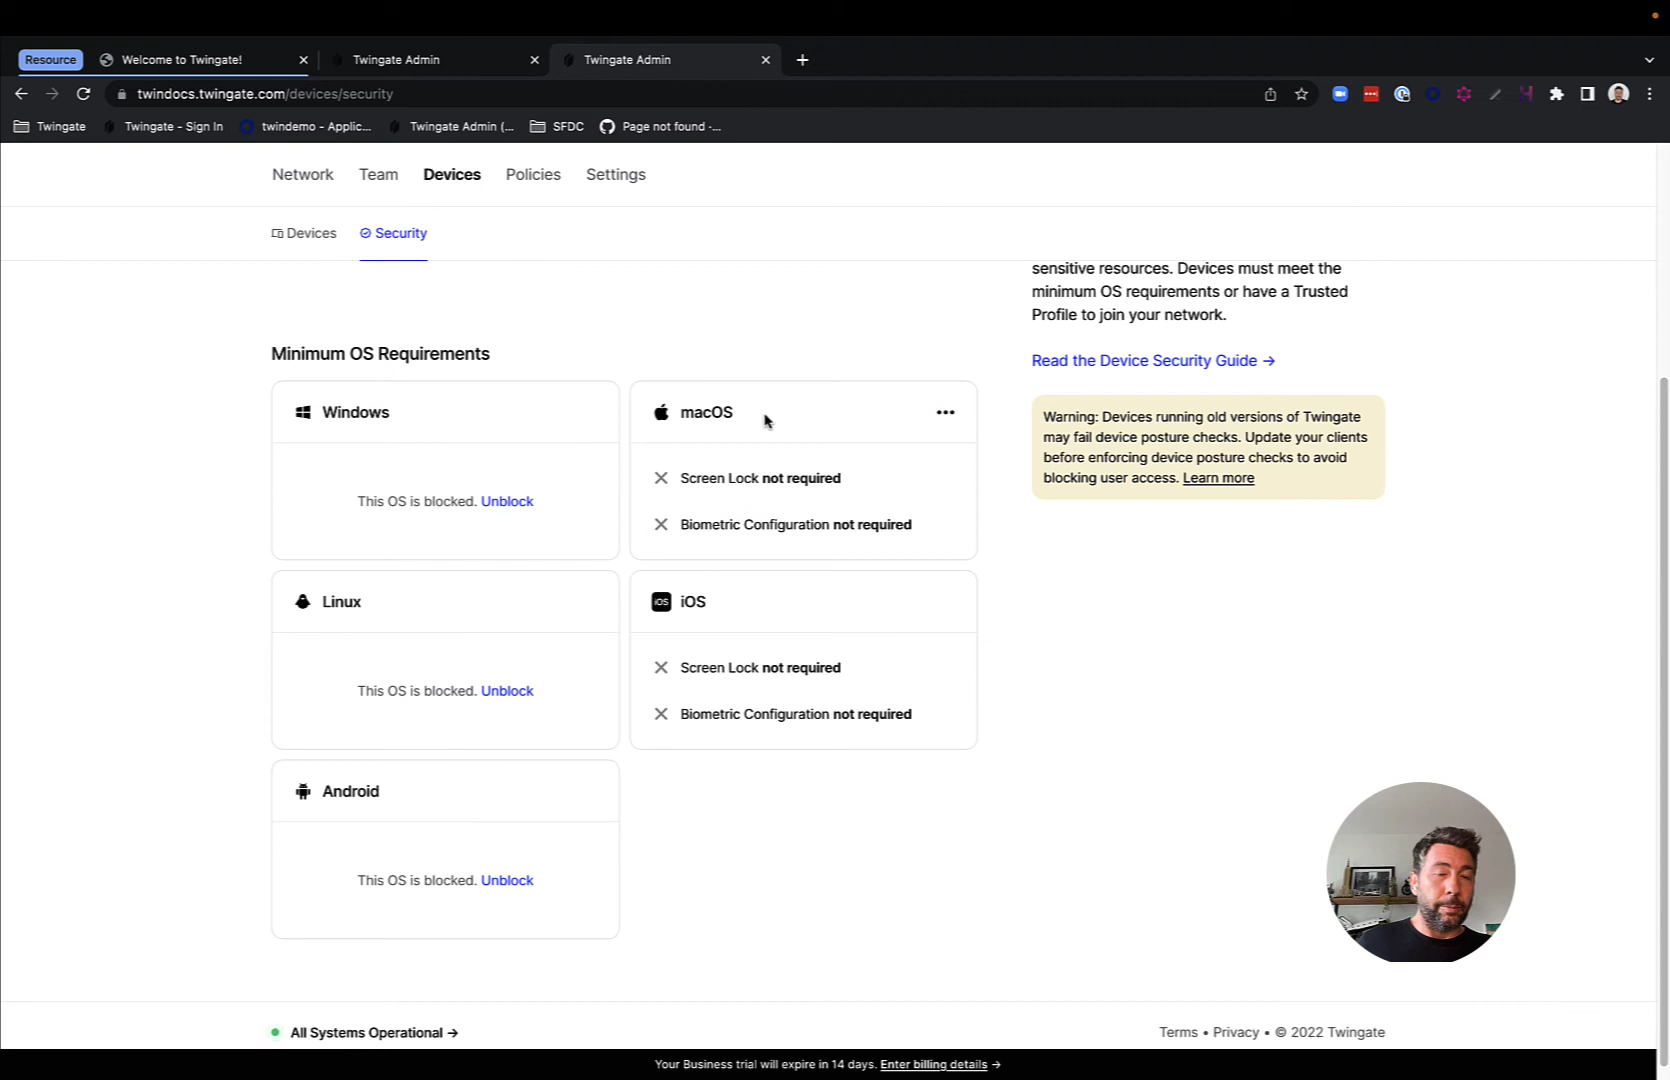 Resource
Welcome to Twingate!
Twingate Admin
Twingate Admin
twindocs.twingate.com/devices/security
Twingate
Twingate - Sign In
twindemo - Applic...
Twingate Admin (...
SFDC
Page not found ·...
Network
Team
Devices
Policies
Settings
Devices
Security
sensitive resources. Devices must meet the
minimum OS requirements or have a Trusted
Profile to join your network.
Read the Device Security Guide →
Warning: Devices running old versions of Twingate
may fail device posture checks. Update your clients
before enforcing device posture checks to avoid
blocking user access. Learn more
Minimum OS Requirements
Windows
This OS is blocked. Unblock
macOS
Screen Lock not required
Biometric Configuration not required
Linux
This OS is blocked. Unblock
iOS
iOS
Screen Lock not required
Biometric Configuration not required
Android
This OS is blocked. Unblock
All Systems Operational →
Terms • Privacy • © 2022 Twingate
Your Business trial will expire in 14 days. Enter billing details →